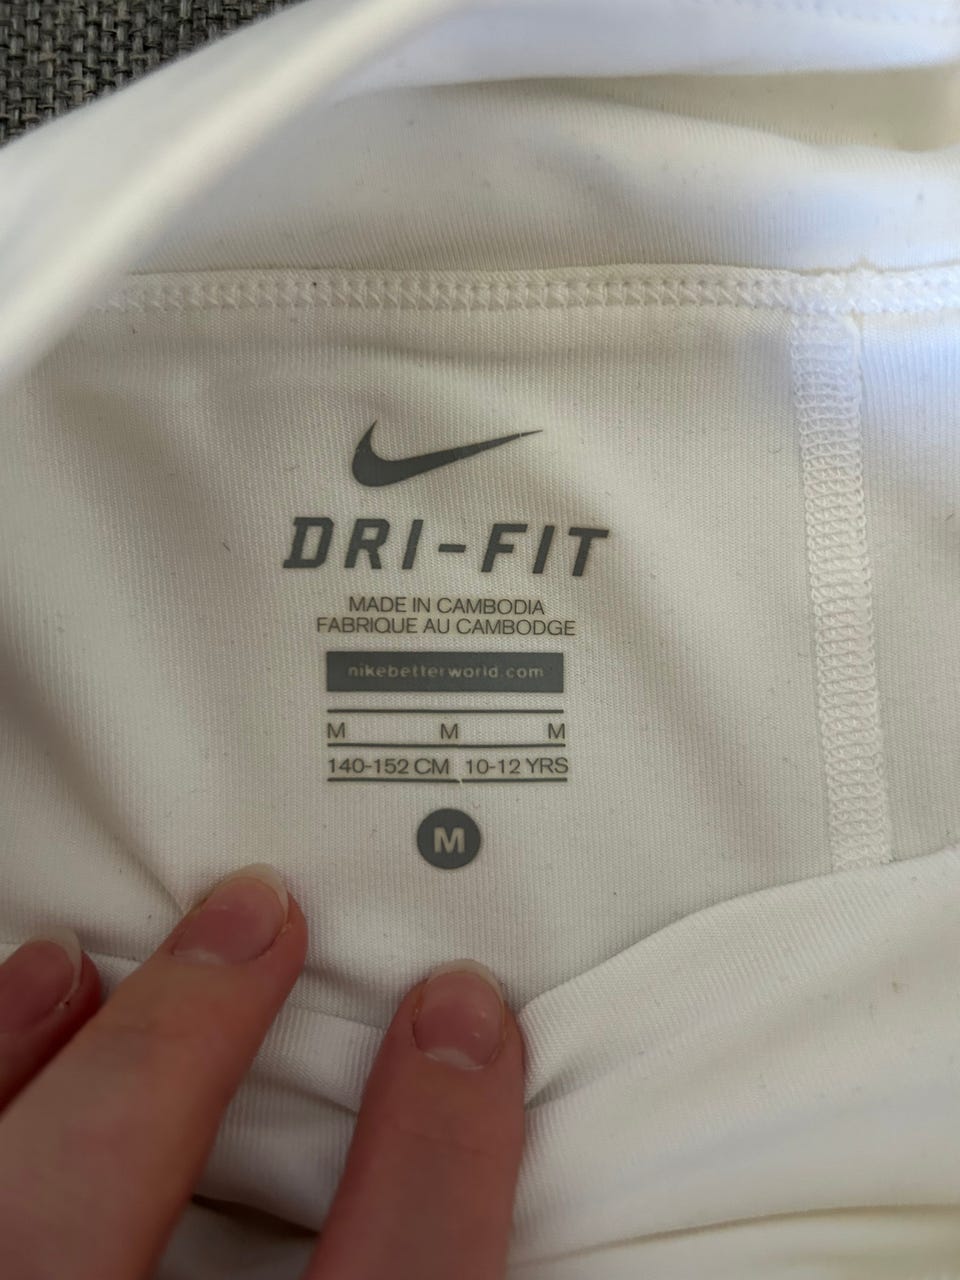 DRI-FIT
MADE IN CAMBODIA
FABRIQUE AU CAMBODGE
nikebetterworld.com
M M M
140-152 CM 10-12 YRS
M